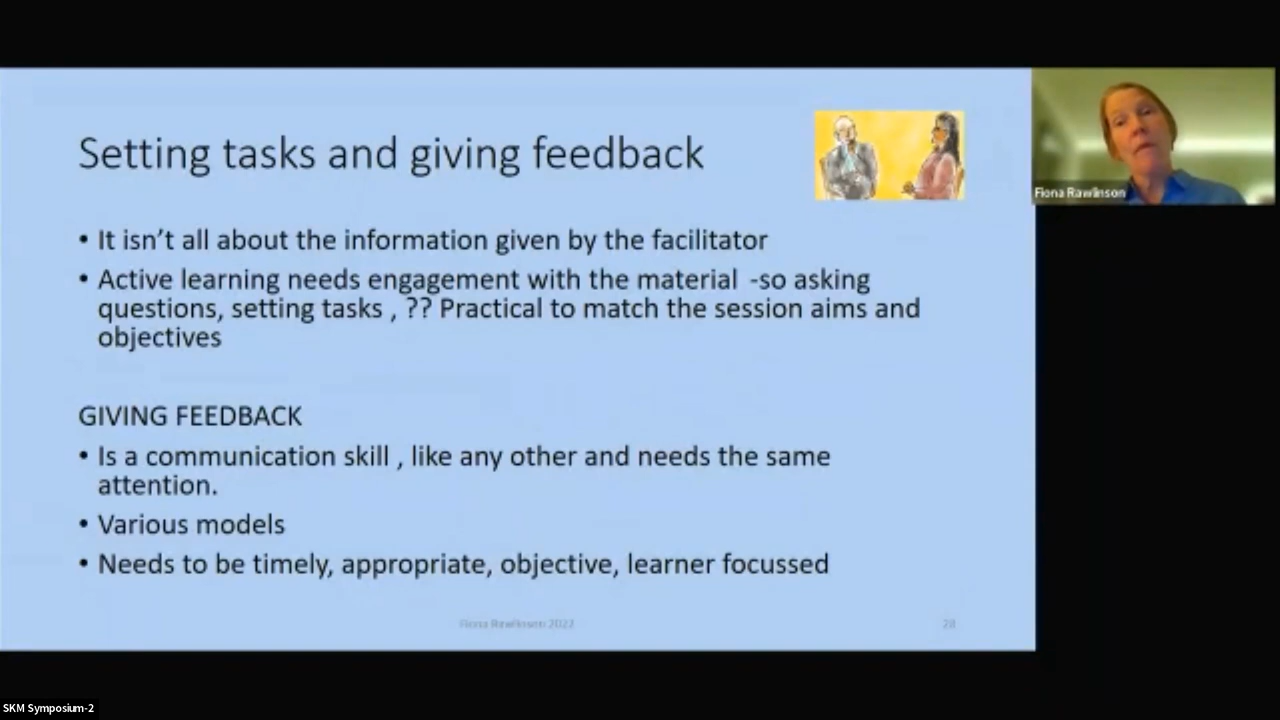 Setting tasks and giving feedback
Fiona Rawlinson
• It isn't all about the information given by the facilitator
• Active learning needs engagement with the material -so asking
questions, setting tasks , ?? Practical to match the session aims and
objectives
GIVING FEEDBACK
• Is a communication skill , like any other and needs the same
attention.
• Various models
• Needs to be timely, appropriate, objective, learner focussed
Fiona Rawlinson 2022
28
SKM Symposium-2